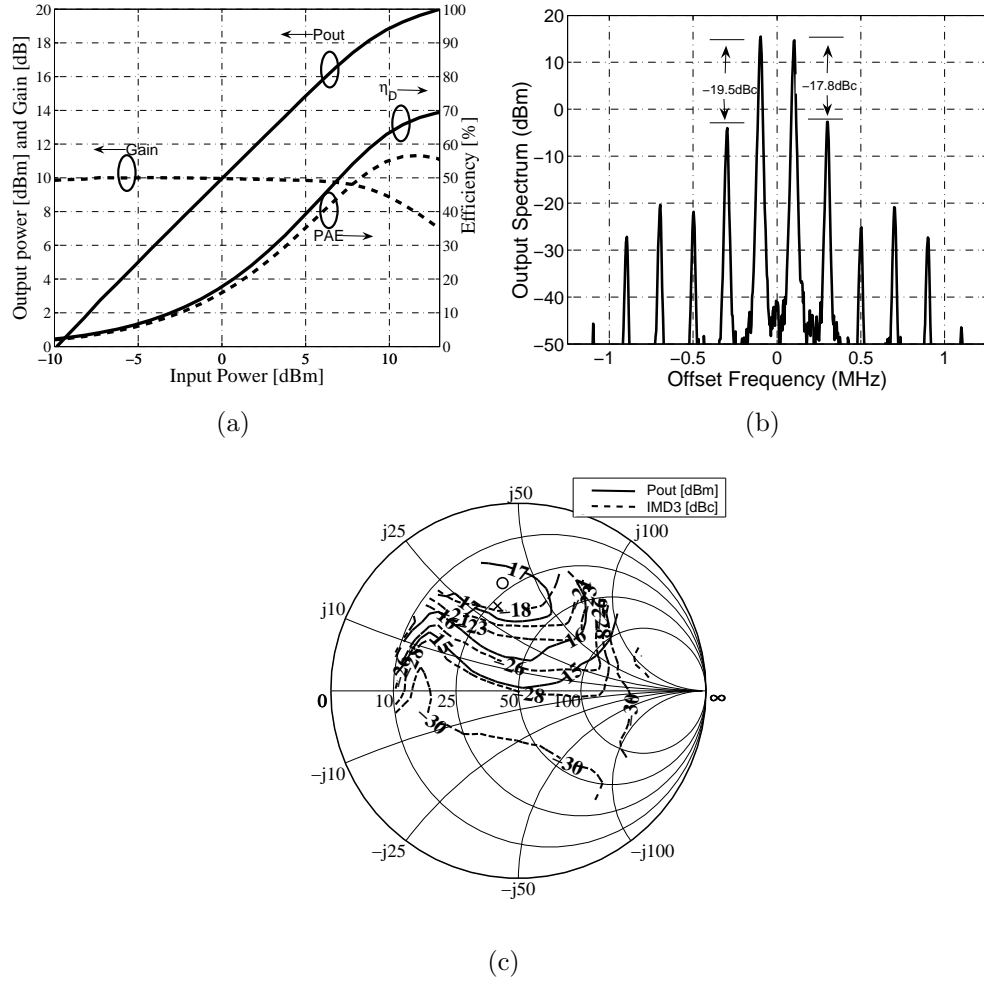 Output power [dBm] and Gain [dB]
20
18
16
14
12
10
8
6
4
2
0
−10
−5
0
5
10
Input Power [dBm]
100
90
80
70
60
50
40
30
20
10
0
Efficiency [%]
Pout
ηD
Gain
PAE
(a)
Output Spectrum (dBm)
20
10
0
−10
−20
−30
−40
−50
−1
−0.5
0
0.5
1
Offset Frequency (MHz)
−19.5dBc
−17.8dBc
(b)
Pout [dBm]
IMD3 [dBc]
j50
j25
j100
j10
0
10
25
50
100
∞
−j10
−j25
−j100
−j50
17
−18
−23
16
−26
15
−28
−30
−30
−30
(c)